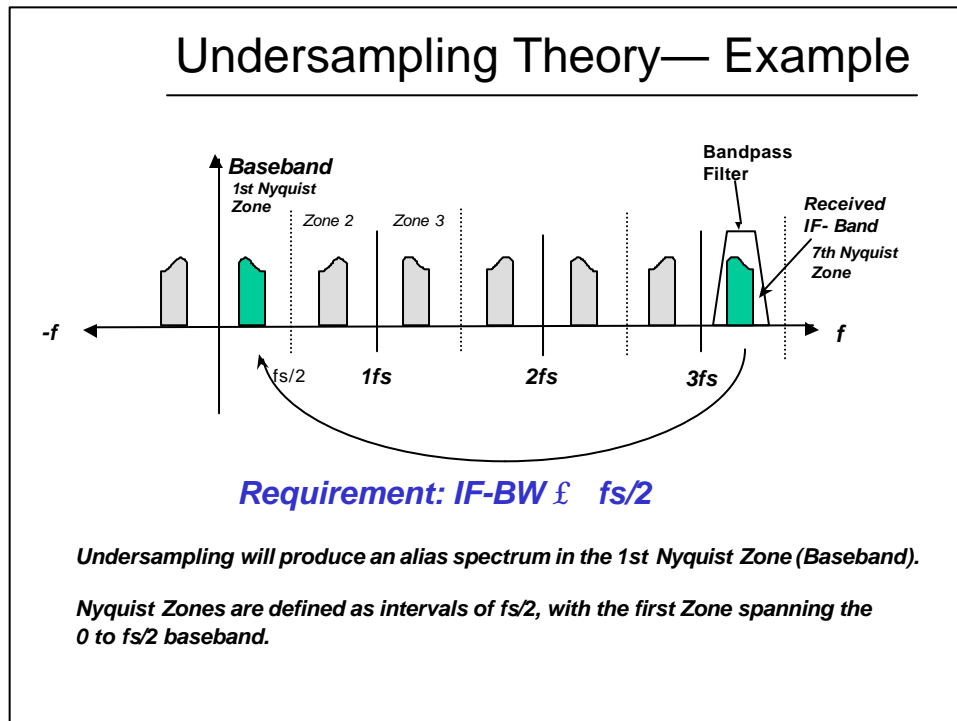 Undersampling Theory— Example
Baseband
1st Nyquist
Zone
Zone 2
Zone 3
Bandpass
Filter
Received
IF- Band
7th Nyquist
Zone
-f
f
fs/2
1fs
2fs
3fs
Requirement: IF-BW £ fs/2
Undersampling will produce an alias spectrum in the 1st Nyquist Zone (Baseband).
Nyquist Zones are defined as intervals of fs/2, with the first Zone spanning the
0 to fs/2 baseband.